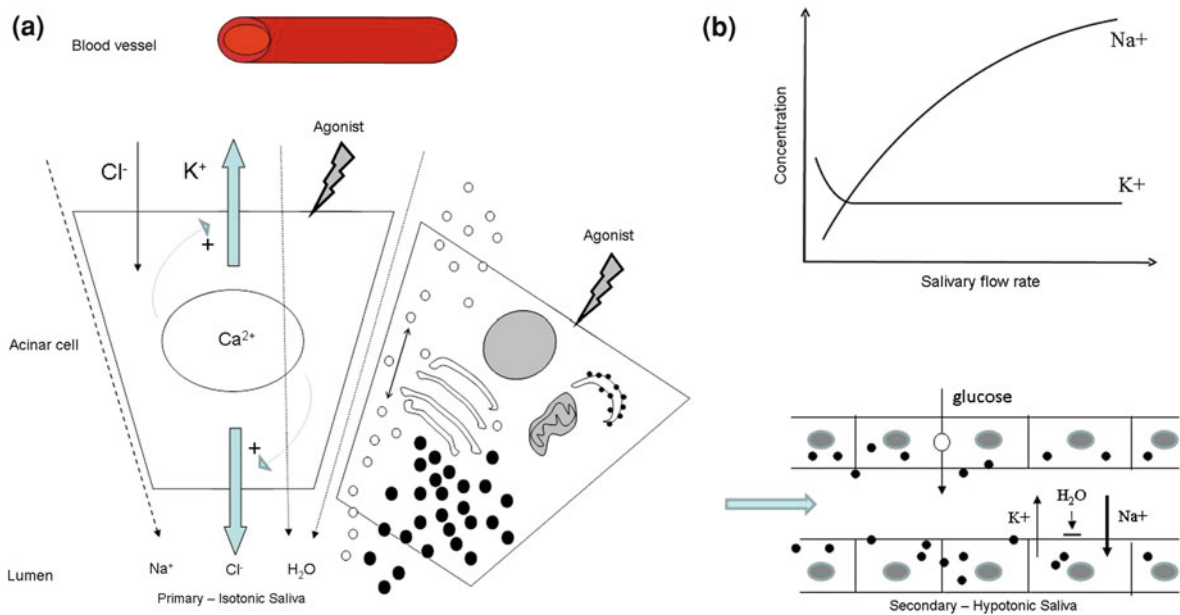 (a)
Blood vessel
Agonist
Cl-
K+
+
Agonist
Acinar cell
Ca2+
+
Lumen
Na+
Cl-
H2O
Primary – Isotonic Saliva
(b)
Concentration
Na+
K+
Salivary flow rate
glucose
K+
H2O
Na+
Secondary – Hypotonic Saliva